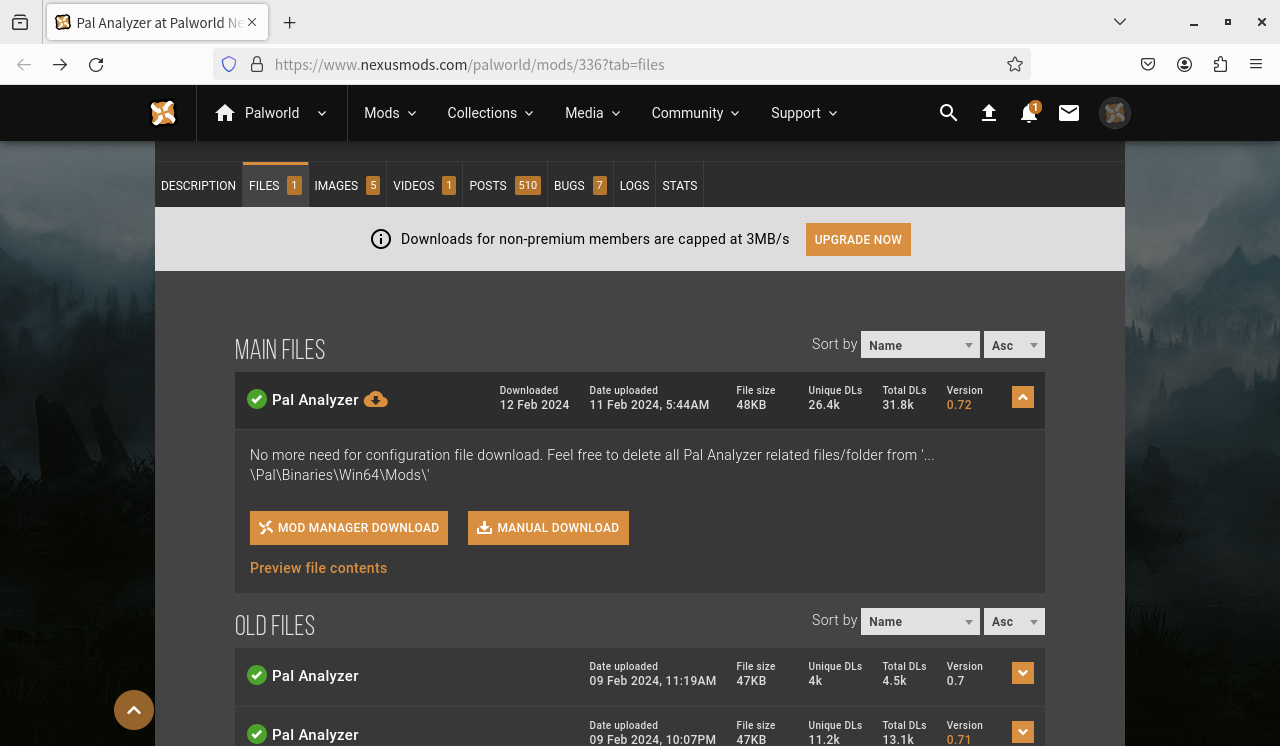 Pal Analyzer at Palworld Ne
https://www.nexusmods.com/palworld/mods/336?tab=files
Palworld
Mods
Collections
Media
Community
Support
1
DESCRIPTION
FILES 1
IMAGES 5
VIDEOS 1
POSTS 510
BUGS 7
LOGS
STATS
Downloads for non-premium members are capped at 3MB/s
UPGRADE NOW
MAIN FILES
Sort by Name Asc
Pal Analyzer
Downloaded
12 Feb 2024
Date uploaded
11 Feb 2024, 5:44AM
File size
48KB
Unique DLs
26.4k
Total DLs
31.8k
Version
0.72
No more need for configuration file download. Feel free to delete all Pal Analyzer related files/folder from '...
\Pal\Binaries\Win64\Mods\'
MOD MANAGER DOWNLOAD
MANUAL DOWNLOAD
Preview file contents
OLD FILES
Sort by Name Asc
Pal Analyzer
Date uploaded
09 Feb 2024, 11:19AM
File size
47KB
Unique DLs
4k
Total DLs
4.5k
Version
0.7
Pal Analyzer
Date uploaded
09 Feb 2024, 10:07PM
File size
47KB
Unique DLs
11.2k
Total DLs
13.1k
Version
0.71